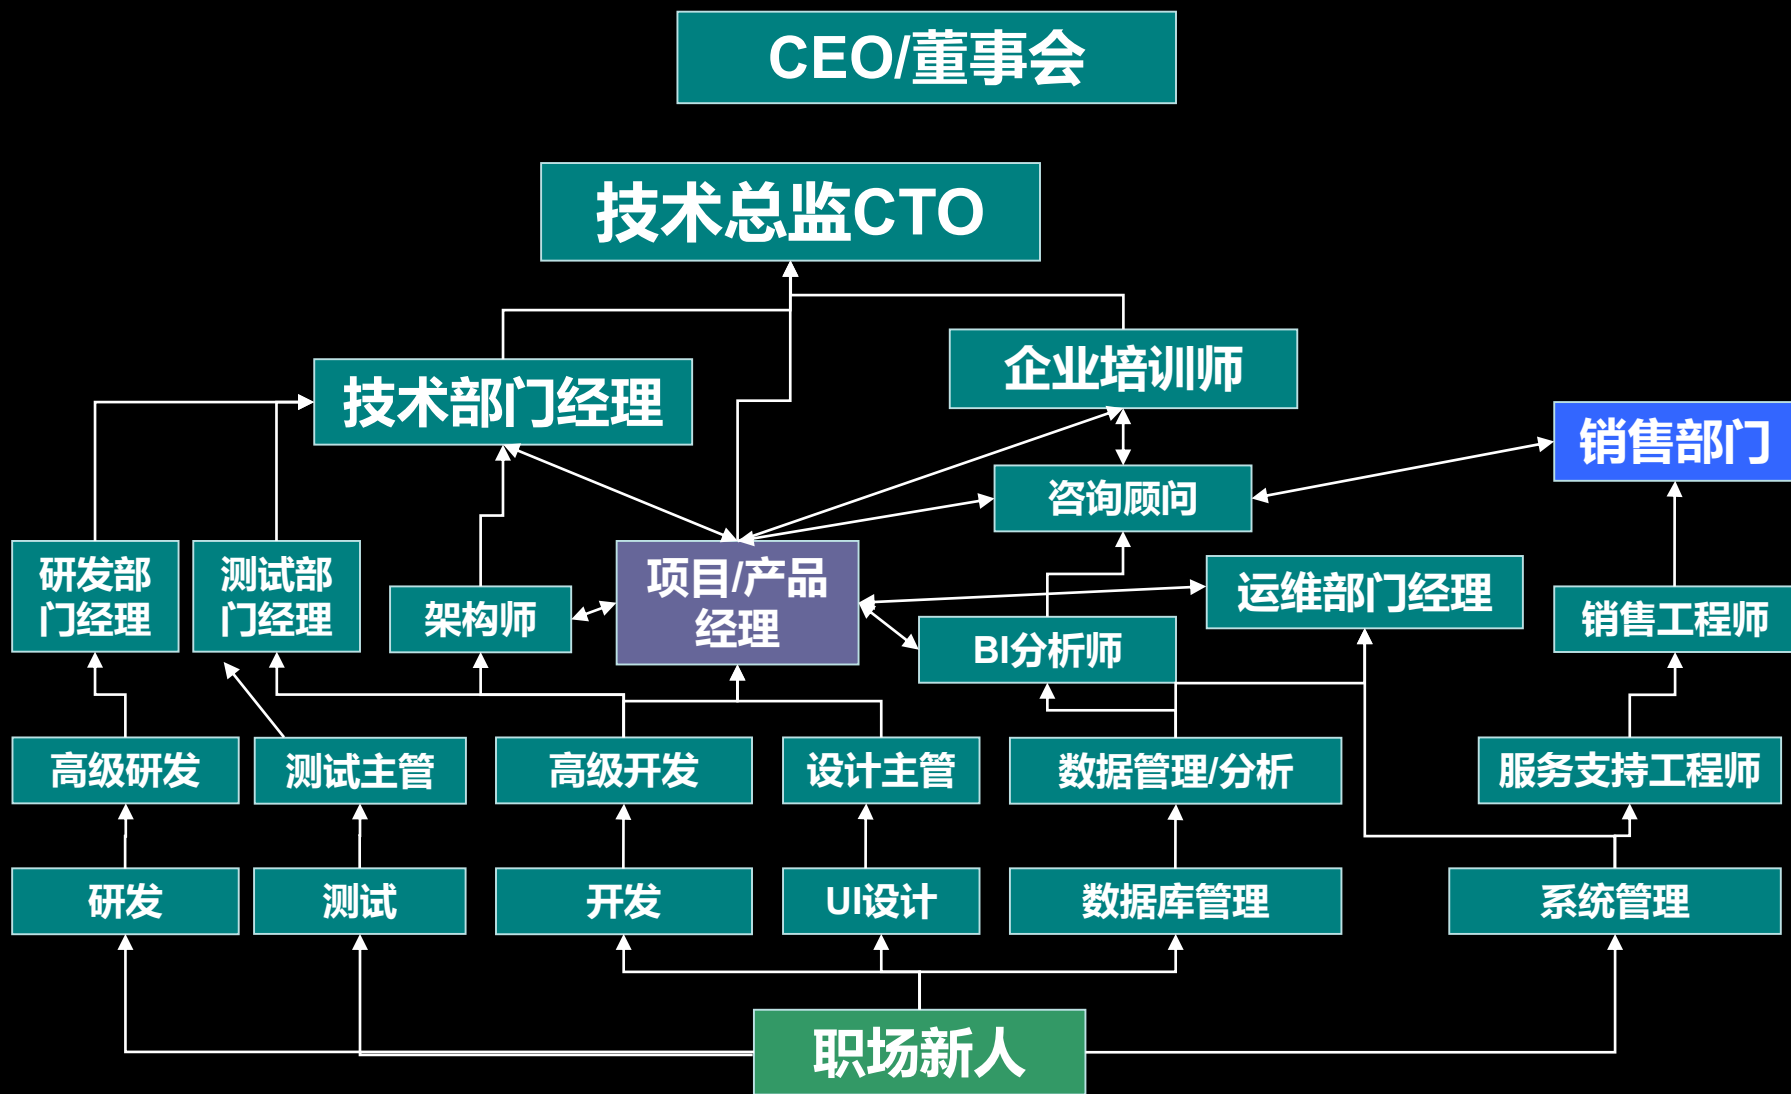 CEO/董事会
技术总监CTO
企业培训师
技术部门经理
销售部门
咨询顾问
研发部
门经理
测试部
门经理
架构师
项目/产品
经理
运维部门经理
BI分析师
销售工程师
高级研发
测试主管
高级开发
设计主管
数据管理/分析
服务支持工程师
研发
测试
开发
UI设计
数据库管理
系统管理
职场新人